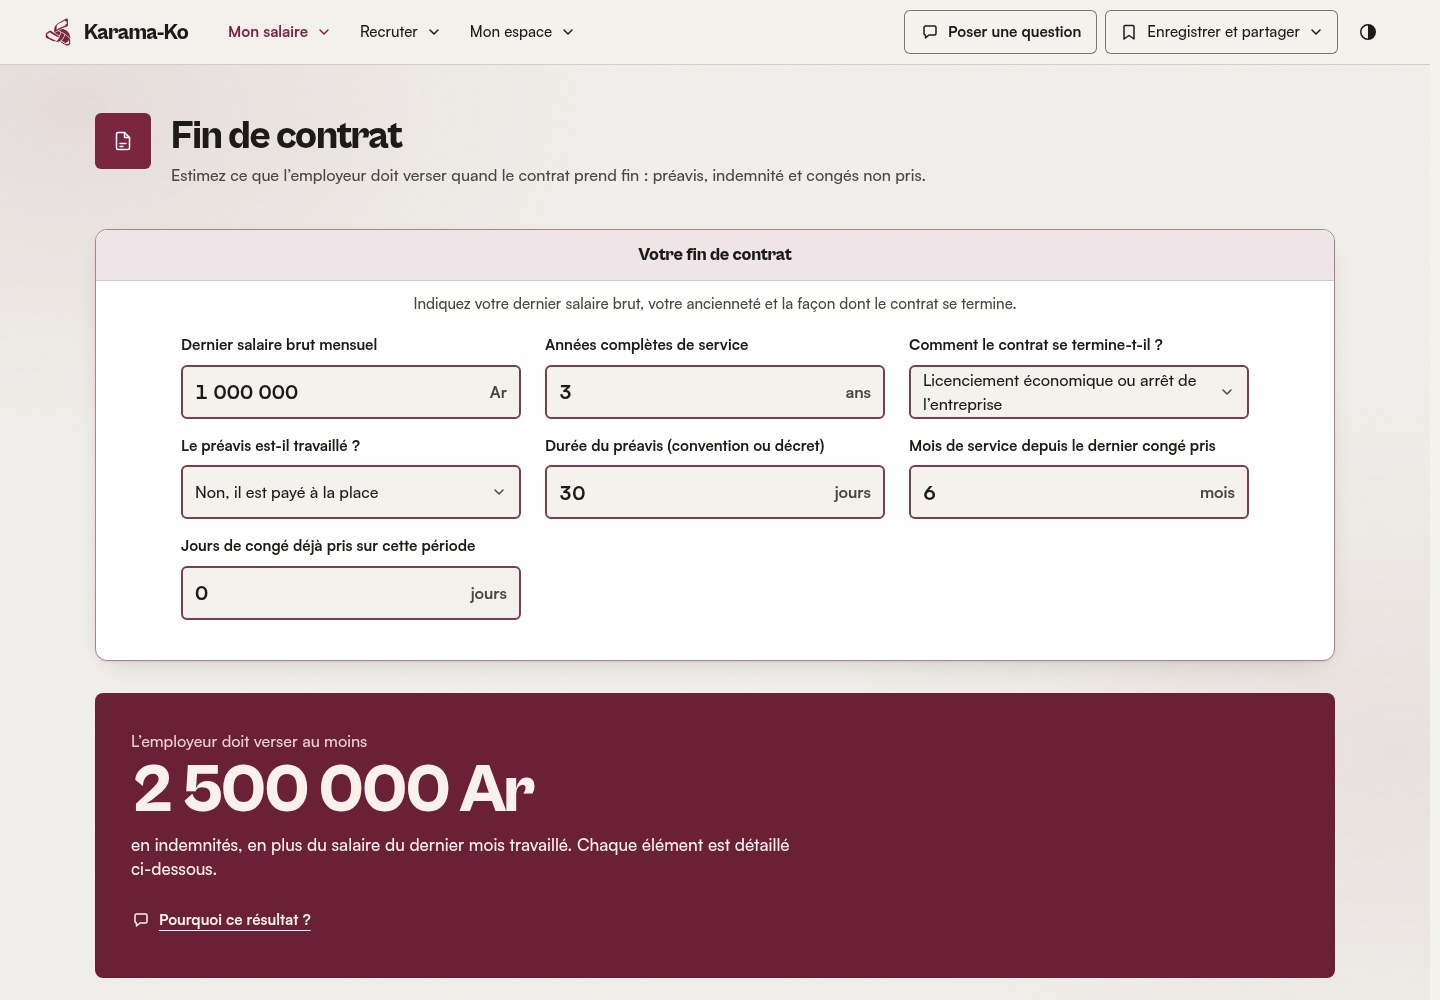 Karama-Ko
Mon salaire
Recruter
Mon espace
Poser une question
Enregistrer et partager
Fin de contrat
Estimez ce que l’employeur doit verser quand le contrat prend fin : préavis, indemnité et congés non pris.
Votre fin de contrat
Indiquez votre dernier salaire brut, votre ancienneté et la façon dont le contrat se termine.
Dernier salaire brut mensuel
1 000 000 Ar
Années complètes de service
3 ans
Comment le contrat se termine-t-il ?
Licenciement économique ou arrêt de
l’entreprise
Le préavis est-il travaillé ?
Non, il est payé à la place
Durée du préavis (convention ou décret)
30 jours
Mois de service depuis le dernier congé pris
6 mois
Jours de congé déjà pris sur cette période
0 jours
L’employeur doit verser au moins
2 500 000 Ar
en indemnités, en plus du salaire du dernier mois travaillé. Chaque élément est détaillé
ci-dessous.
Pourquoi ce résultat ?